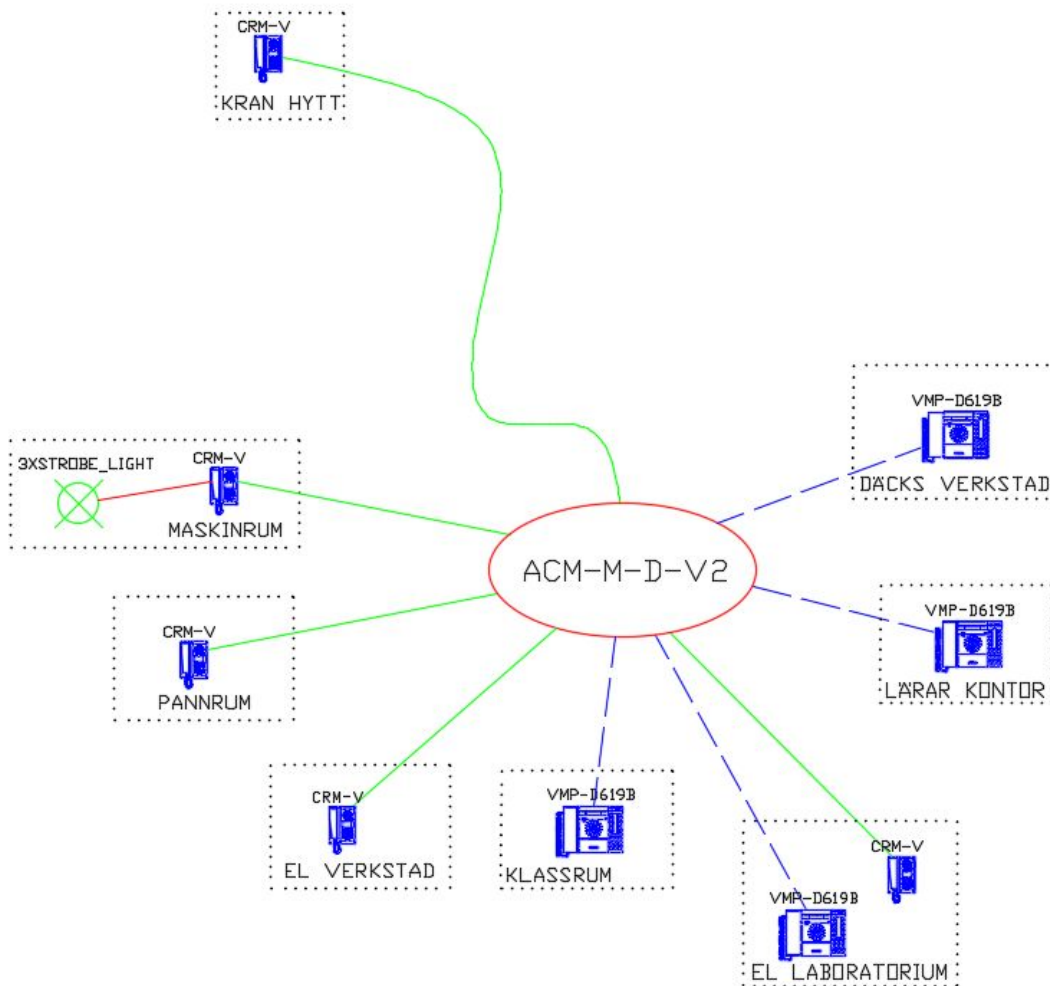 CRM-V
KRAN HYTT
VMP-D619B
DÄCKS VERKSTAD
3XSTROBE_LIGHT
CRM-V
MASKINRUM
ACM-M-D-V2
VMP-D619B
LÄRAR KONTOR
CRM-V
PANNRUM
CRM-V
EL VERKSTAD
VMP-D619B
KLASSRUM
CRM-V
VMP-D619B
EL LABORATORIUM